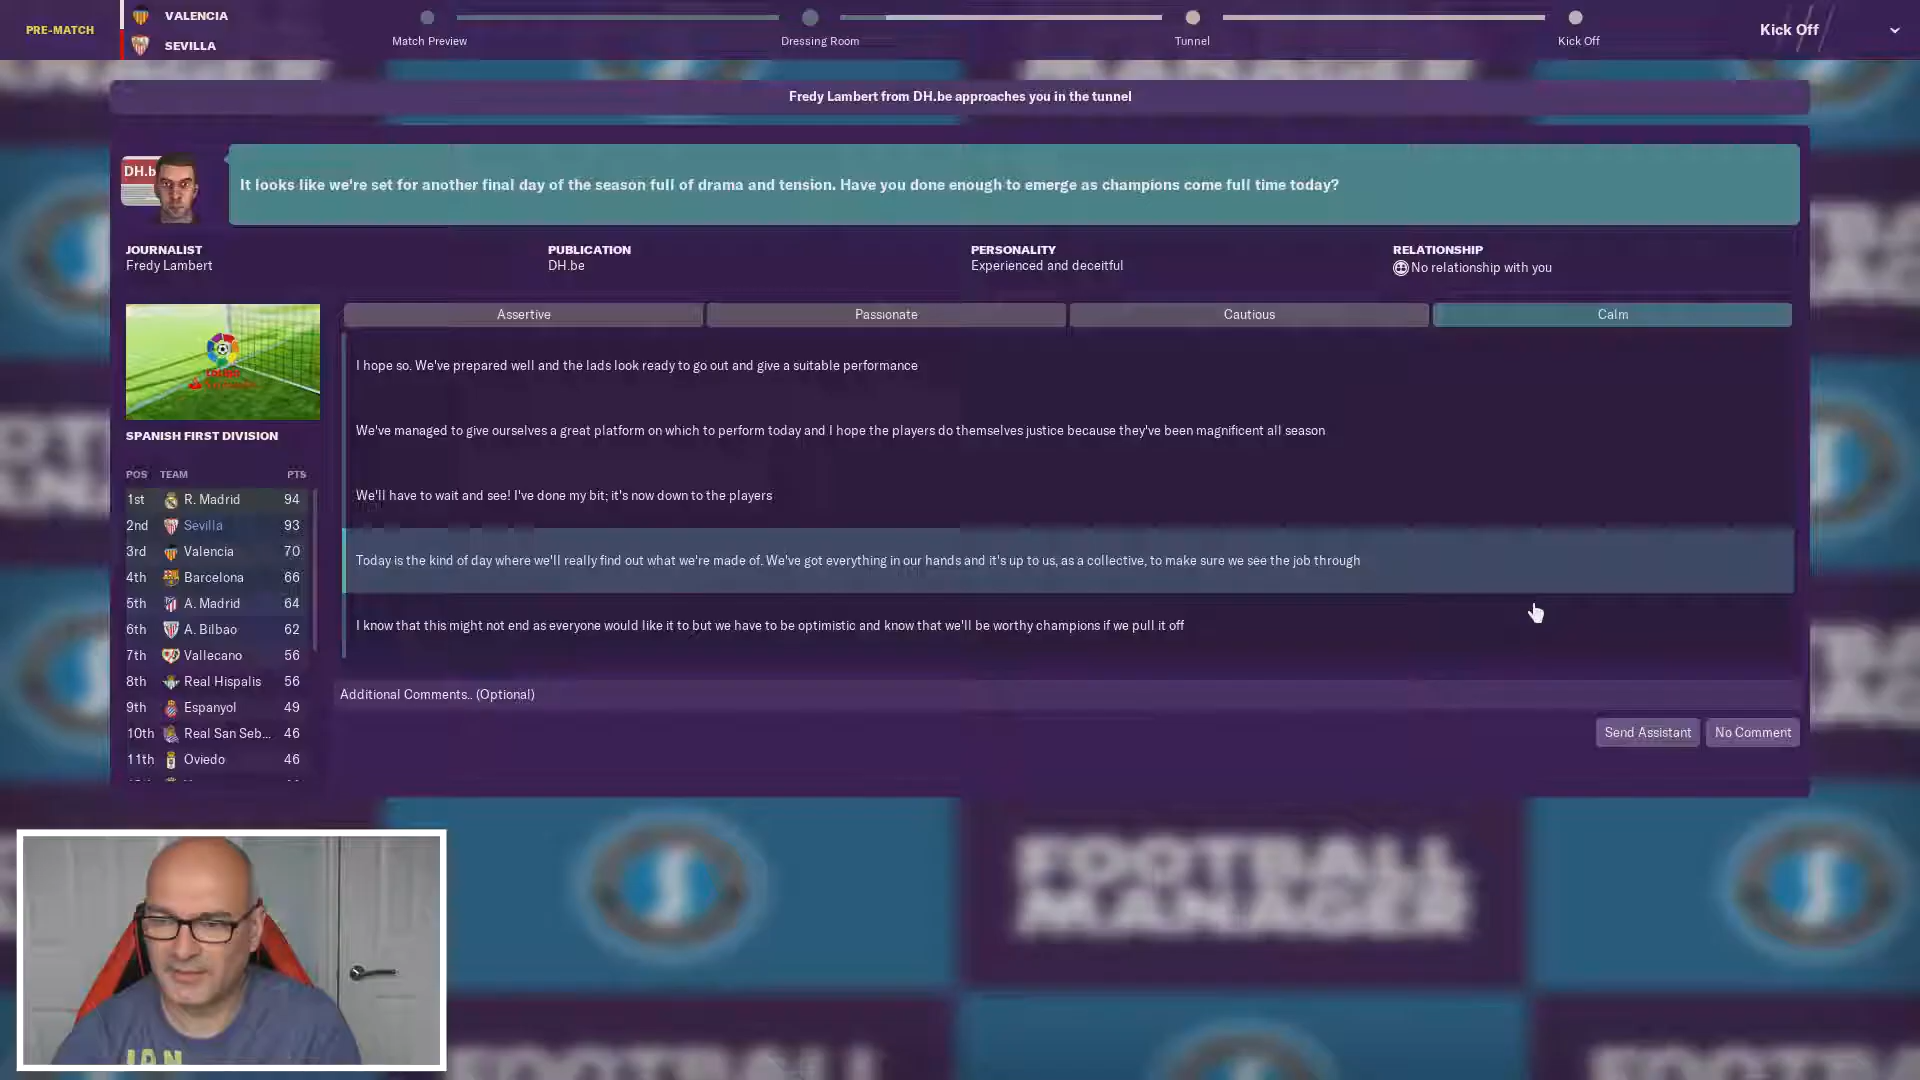 PRE-MATCH
VALENCIA
SEVILLA
Match Preview
Dressing Room
Tunnel
Kick Off
Kick Off
Fredy Lambert from DH.be approaches you in the tunnel
DH.b
It looks like we're set for another final day of the season full of drama and tension. Have you done enough to emerge as champions come full time today?
JOURNALIST
Fredy Lambert
PUBLICATION
DH.be
PERSONALITY
Experienced and deceitful
RELATIONSHIP
No relationship with you
Assertive
Passionate
Cautious
Calm
I hope so. We've prepared well and the lads look ready to go out and give a suitable performance
We've managed to give ourselves a great platform on which to perform today and I hope the players do themselves justice because they've been magnificent all season
We'll have to wait and see! I've done my bit; it's now down to the players
Today is the kind of day where we'll really find out what we're made of. We've got everything in our hands and it's up to us, as a collective, to make sure we see the job through
I know that this might not end as everyone would like it to but we have to be optimistic and know that we'll be worthy champions if we pull it off
SPANISH FIRST DIVISION
POS TEAM PTS
1st R. Madrid 94
2nd Sevilla 93
3rd Valencia 70
4th Barcelona 66
5th A. Madrid 64
6th A. Bilbao 62
7th Vallecano 56
8th Real Hispalis 56
9th Espanyol 49
10th Real San Seb... 46
11th Oviedo 46
Additional Comments.. (Optional)
Send Assistant
No Comment
FOOTBALL
MANAGER